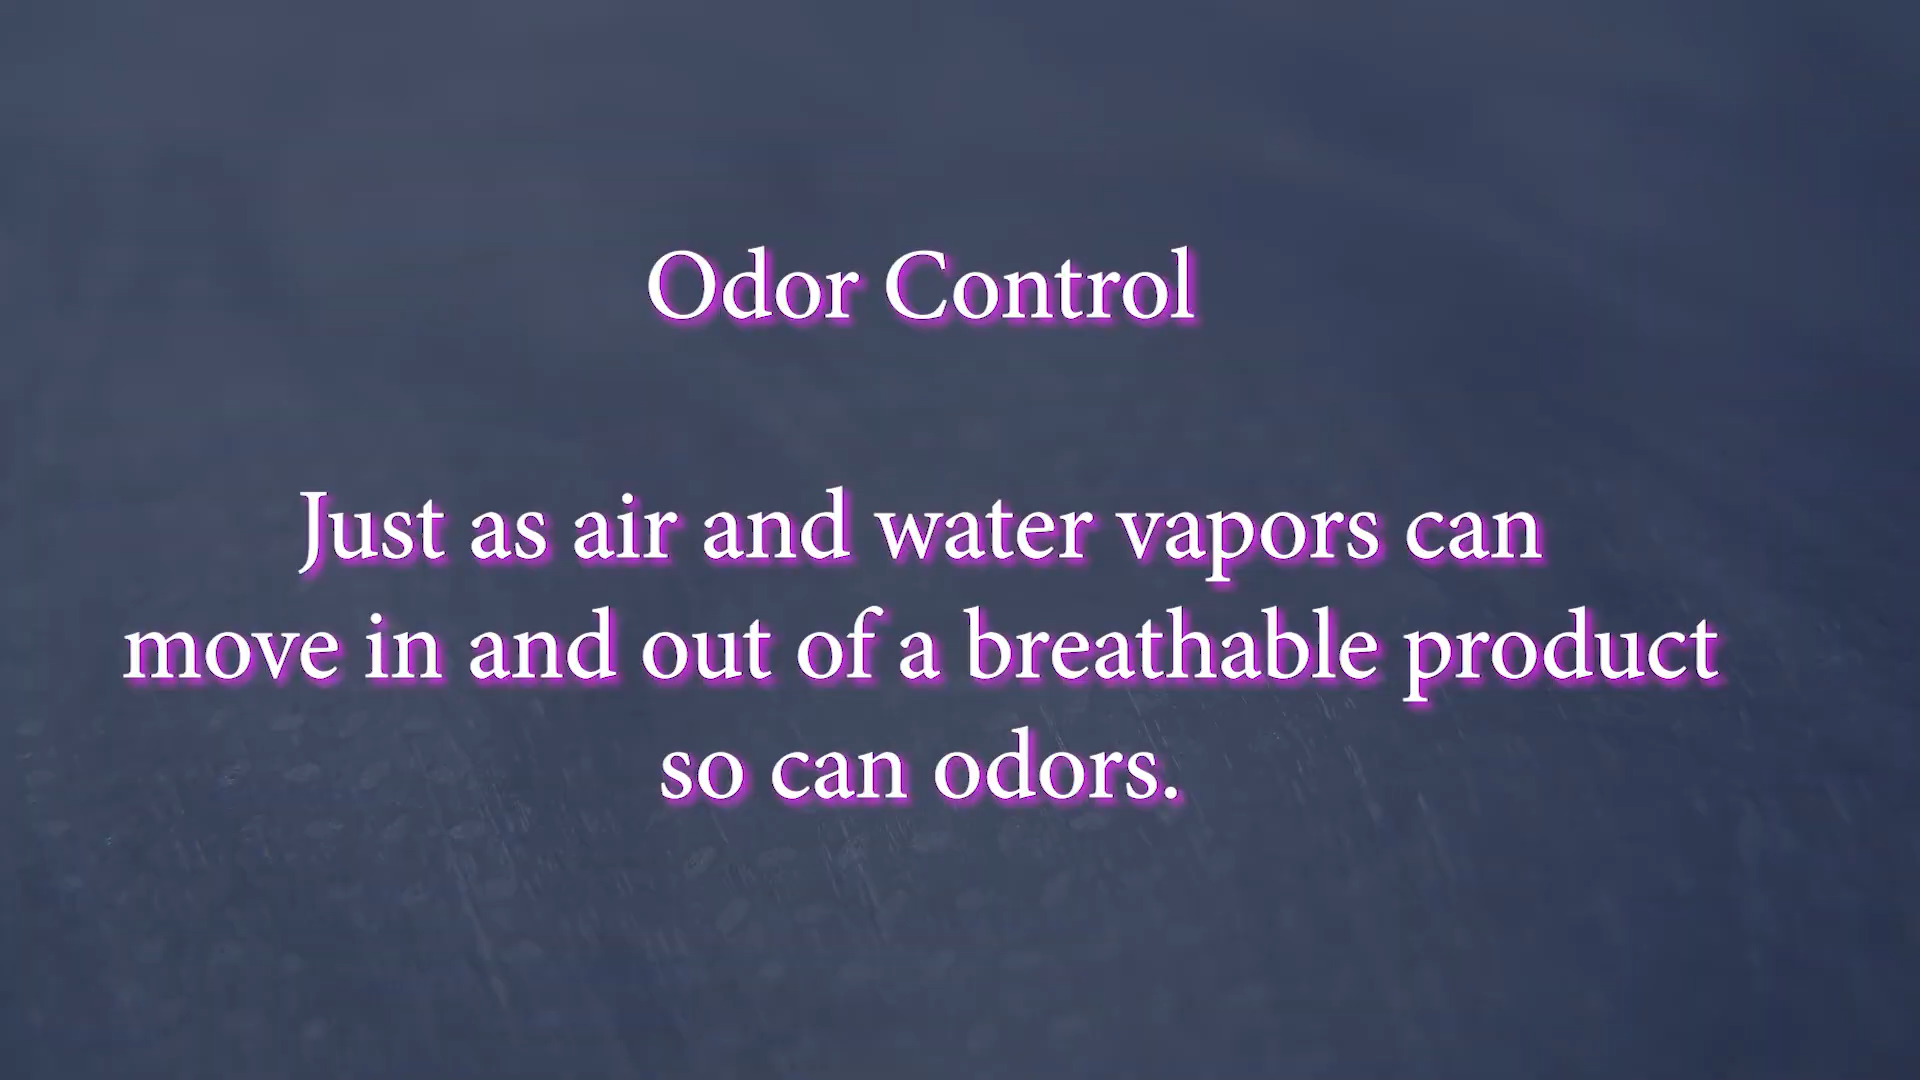 Odor Control
Just as air and water vapors can
move in and out of a breathable product
so can odors.